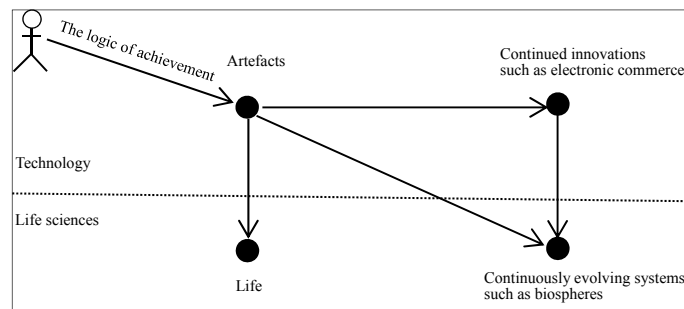 The logic of achievement
Artefacts
Continued innovations
such as electronic commerce
Technology
Life sciences
Life
Continuously evolving systems
such as biospheres